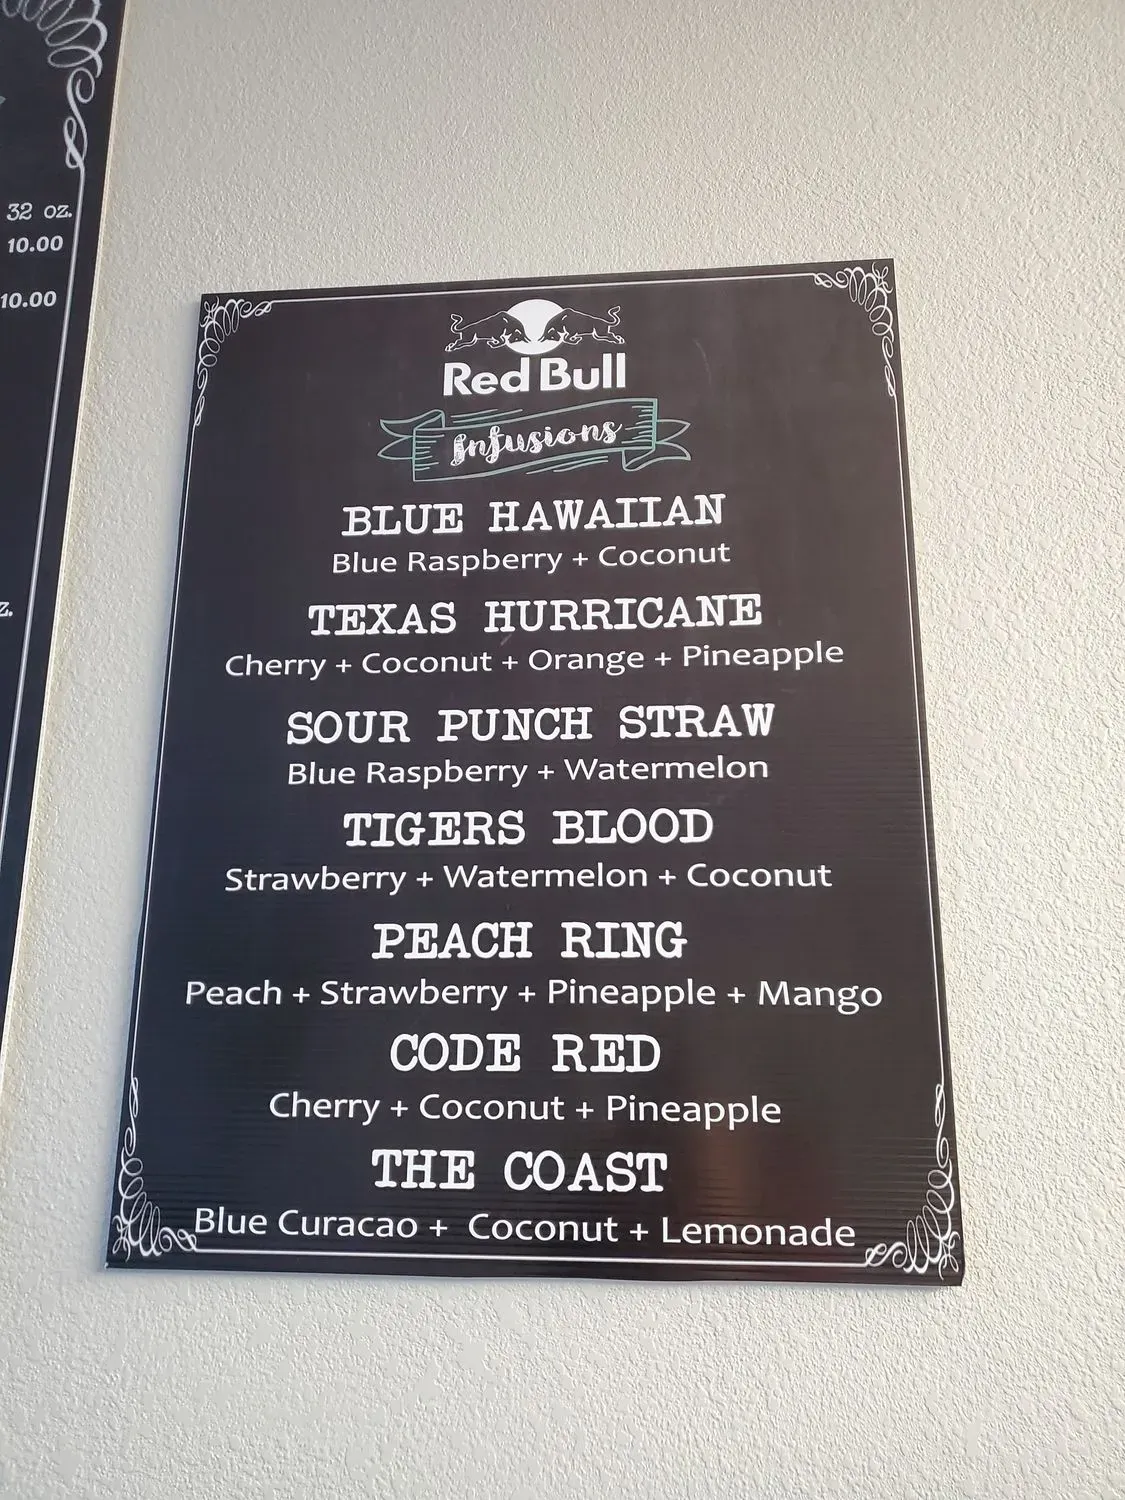 32 oz.
10.00
10.00
z.
Red Bull
Infusions
BLUE HAWAIIAN
Blue Raspberry + Coconut
TEXAS HURRICANE
Cherry + Coconut + Orange + Pineapple
SOUR PUNCH STRAW
Blue Raspberry + Watermelon
TIGERS BLOOD
Strawberry + Watermelon + Coconut
PEACH RING
Peach + Strawberry + Pineapple + Mango
CODE RED
Cherry + Coconut + Pineapple
THE COAST
Blue Curacao + Coconut + Lemonade